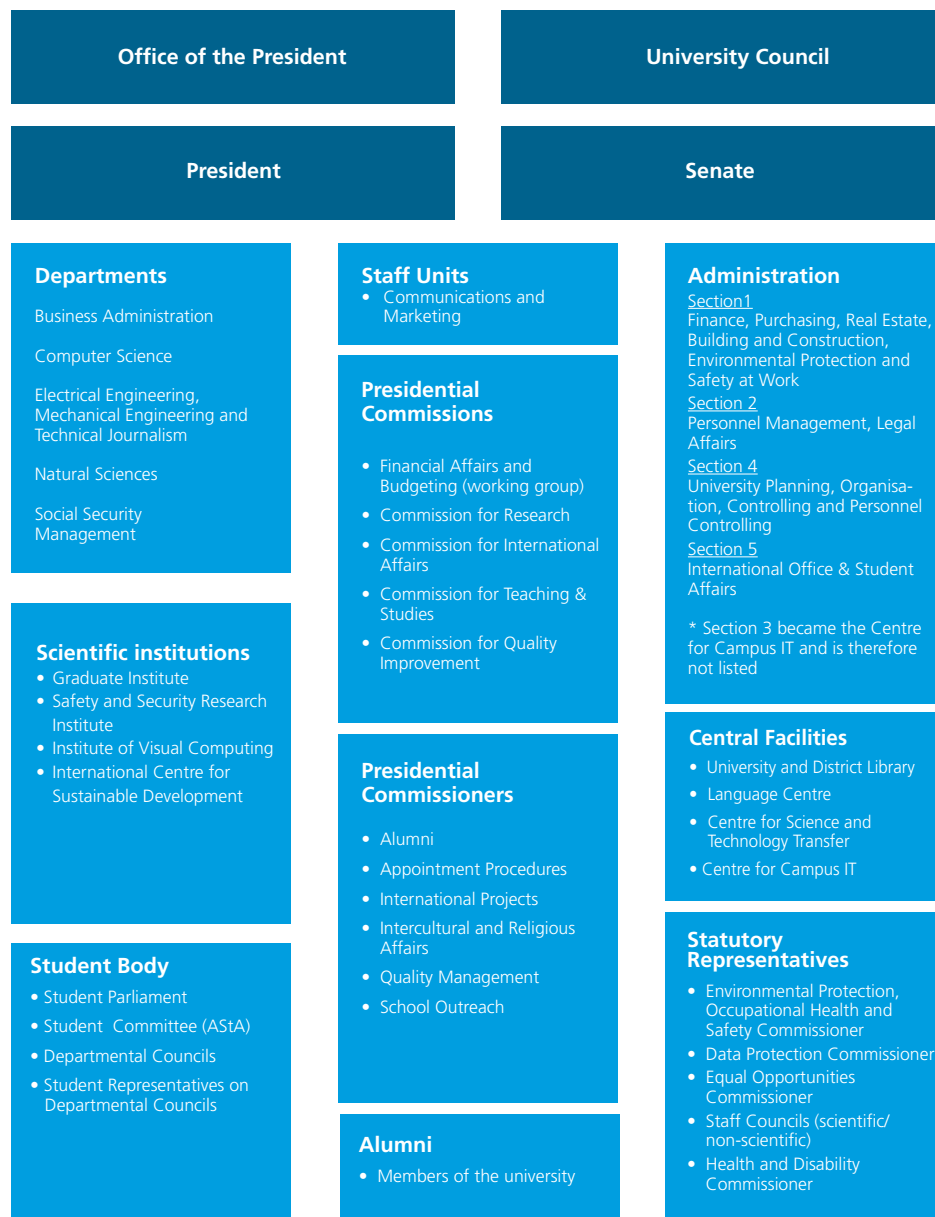 Office of the President
University Council
President
Senate
Departments
Business Administration
Computer Science
Electrical Engineering,
Mechanical Engineering and
Technical Journalism
Natural Sciences
Social Security
Management
Scientific institutions
• Graduate Institute
• Safety and Security Research
Institute
• Institute of Visual Computing
• International Centre for
Sustainable Development
Student Body
• Student Parliament
• Student  Committee (AStA)
• Departmental Councils
• Student Representatives on
Departmental Councils
Staff Units
• Communications and
Marketing
Presidential
Commissions
• Financial Affairs and
Budgeting (working group)
• Commission for Research
• Commission for International
Affairs
• Commission for Teaching &
Studies
• Commission for Quality
Improvement
Presidential
Commissioners
• Alumni
• Appointment Procedures
• International Projects
• Intercultural and Religious
Affairs
• Quality Management
• School Outreach
Alumni
• Members of the university
Administration
Section1
Finance, Purchasing, Real Estate,
Building and Construction,
Environmental Protection and
Safety at Work
Section 2
Personnel Management, Legal
Affairs
Section 4
University Planning, Organisa-
tion, Controlling and Personnel
Controlling
Section 5
International Office & Student
Affairs
* Section 3 became the Centre
for Campus IT and is therefore
not listed
Central Facilities
• University and District Library
• Language Centre
• Centre for Science and
Technology Transfer
• Centre for Campus IT
Statutory
Representatives
• Environmental Protection,
Occupational Health and
Safety Commissioner
• Data Protection Commissioner
• Equal Opportunities
Commissioner
• Staff Councils (scientific/
non-scientific)
• Health and Disability
Commissioner